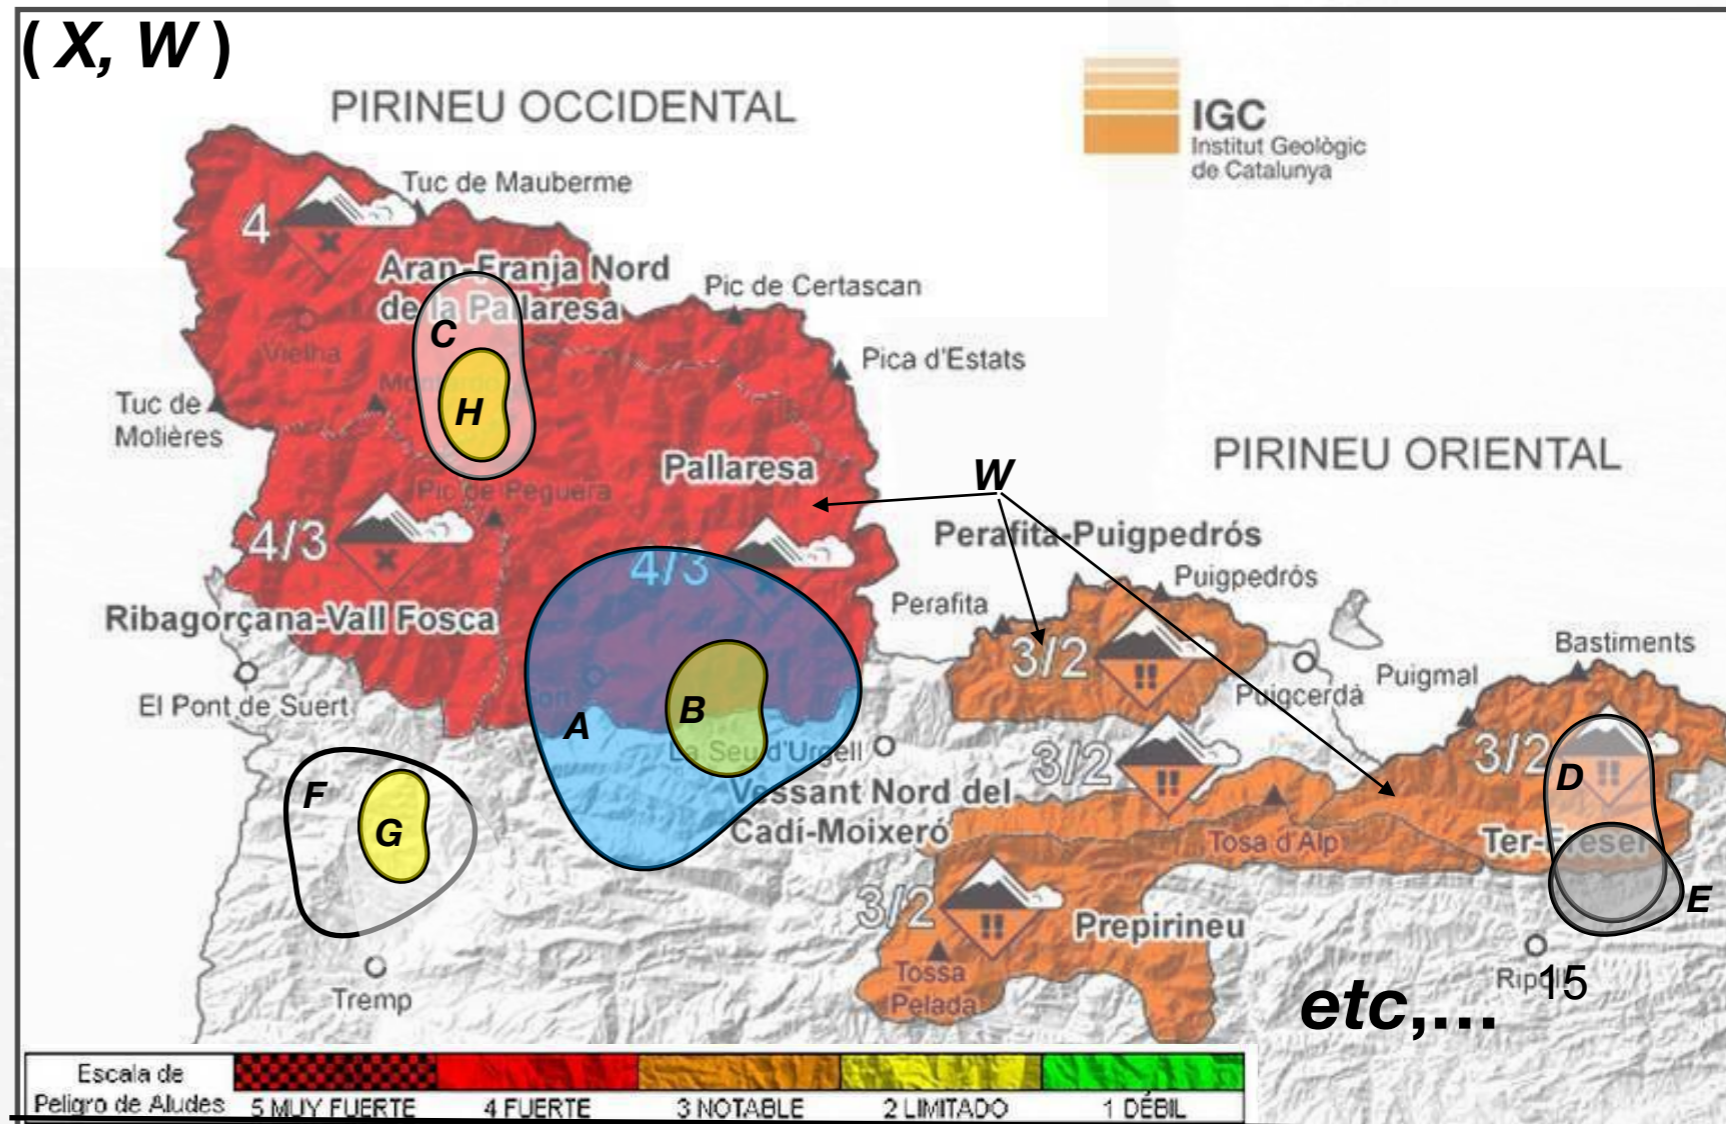 ( X, W )
PIRINEU OCCIDENTAL
IGC
Institut Geològic
de Catalunya
Tuc de Mauberme
4
Aran-Franja Nord
de la Pallaresa
Pic de Certascan
C
Vielha
Pica d'Estats
Tuc de
Molières
H
PIRINEU ORIENTAL
Pallaresa
W
Pic de Peguera
4/3
Perafita-Puigpedrós
4/3
Puigpedrós
Perafita
Ribagorçana-Vall Fosca
3/2
Bastiments
Puigmal
El Pont de Suert
Sort
Puigcerdà
A
B
La Seu d'Urgell
3/2
3/2
D
F
Vessant Nord del
Cadí-Moixeró
G
Tosa d'Alp
Ter-Freser
3/2
E
Prepirineu
Tossa
Pelada
Tremp
Ripoll
15
etc,...
Escala de
Peligro de Aludes
5 MUY FUERTE
4 FUERTE
3 NOTABLE
2 LIMITADO
1 DÉBIL